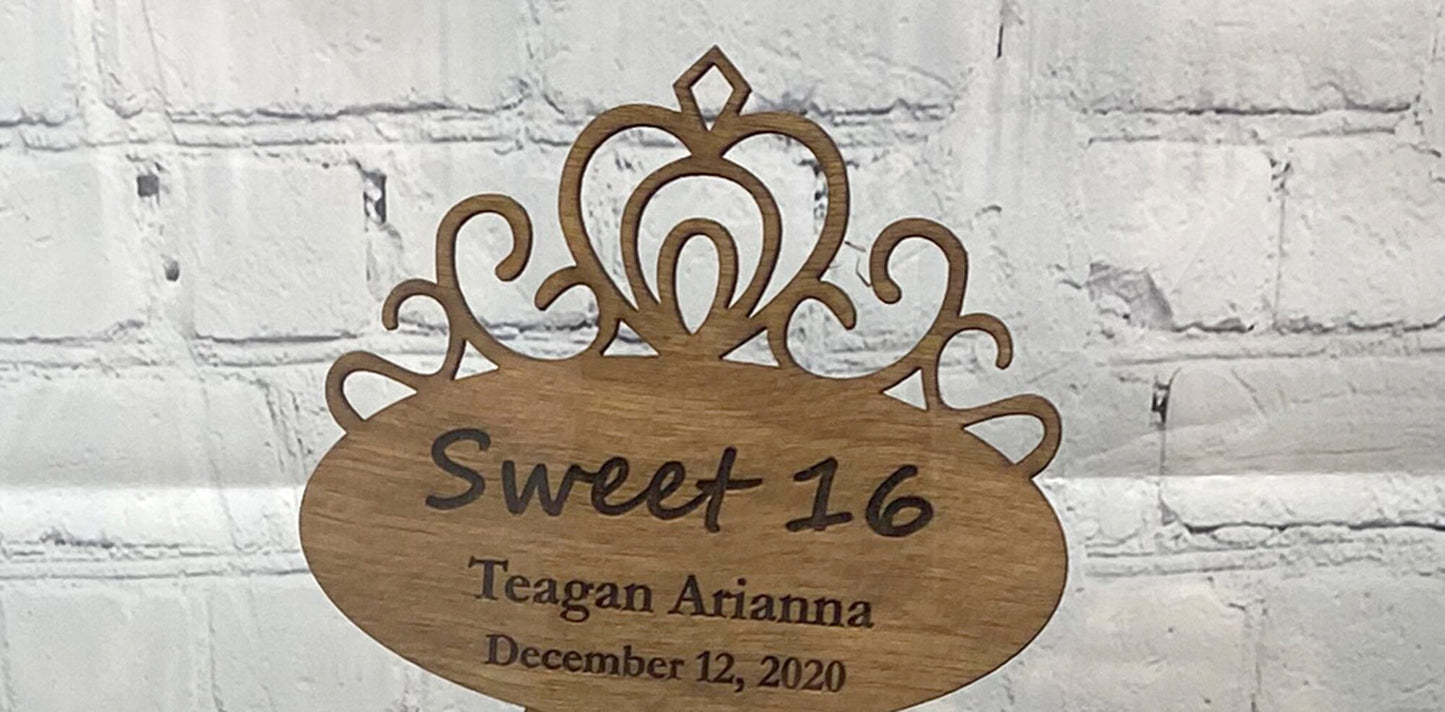 Sweet 16
Teagan Arianna
December 12, 2020